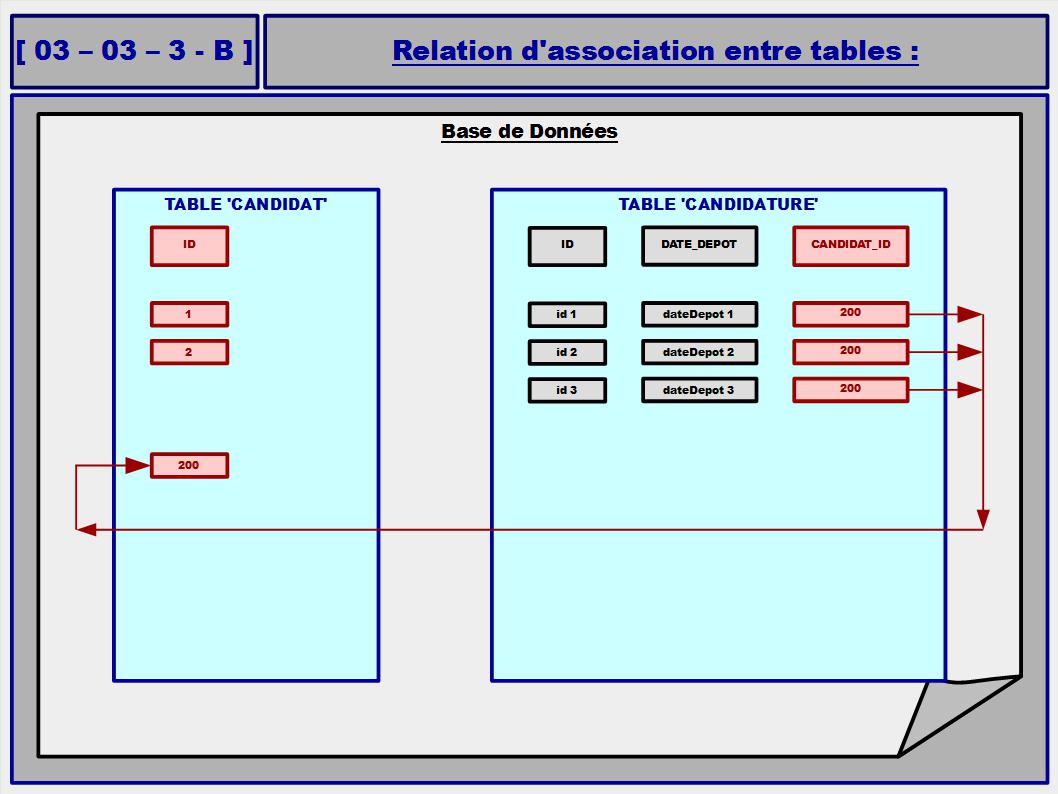 [ 03 – 03 – 3 - B ]
Relation d'association entre tables :
Base de Données
TABLE 'CANDIDAT'
ID
1
2
200
TABLE 'CANDIDATURE'
ID DATE_DEPOT CANDIDAT_ID
id 1 dateDepot 1 200
id 2 dateDepot 2 200
id 3 dateDepot 3 200